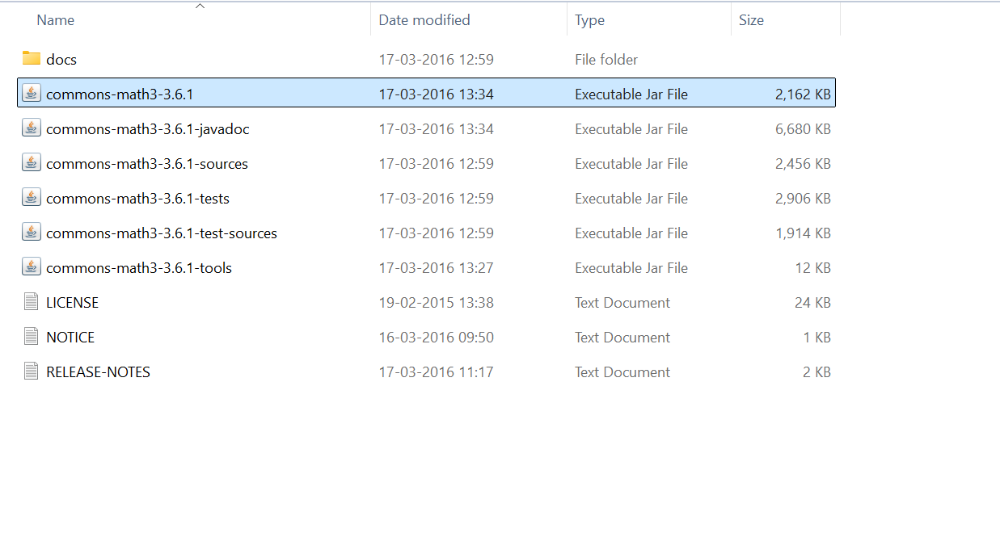 Name Date modified Type Size
docs 17-03-2016 12:59 File folder
commons-math3-3.6.1 17-03-2016 13:34 Executable Jar File 2,162 KB
commons-math3-3.6.1-javadoc 17-03-2016 13:34 Executable Jar File 6,680 KB
commons-math3-3.6.1-sources 17-03-2016 12:59 Executable Jar File 2,456 KB
commons-math3-3.6.1-tests 17-03-2016 12:59 Executable Jar File 2,906 KB
commons-math3-3.6.1-test-sources 17-03-2016 12:59 Executable Jar File 1,914 KB
commons-math3-3.6.1-tools 17-03-2016 13:27 Executable Jar File 12 KB
LICENSE 19-02-2015 13:38 Text Document 24 KB
NOTICE 16-03-2016 09:50 Text Document 1 KB
RELEASE-NOTES 17-03-2016 11:17 Text Document 2 KB